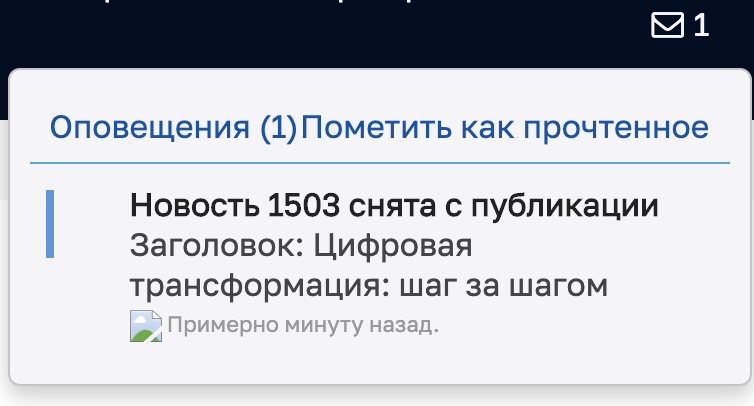 1
Оповещения (1)Пометить как прочтенное
Новость 1503 снята с публикации
Заголовок: Цифровая
трансформация: шаг за шагом
Примерно минуту назад.